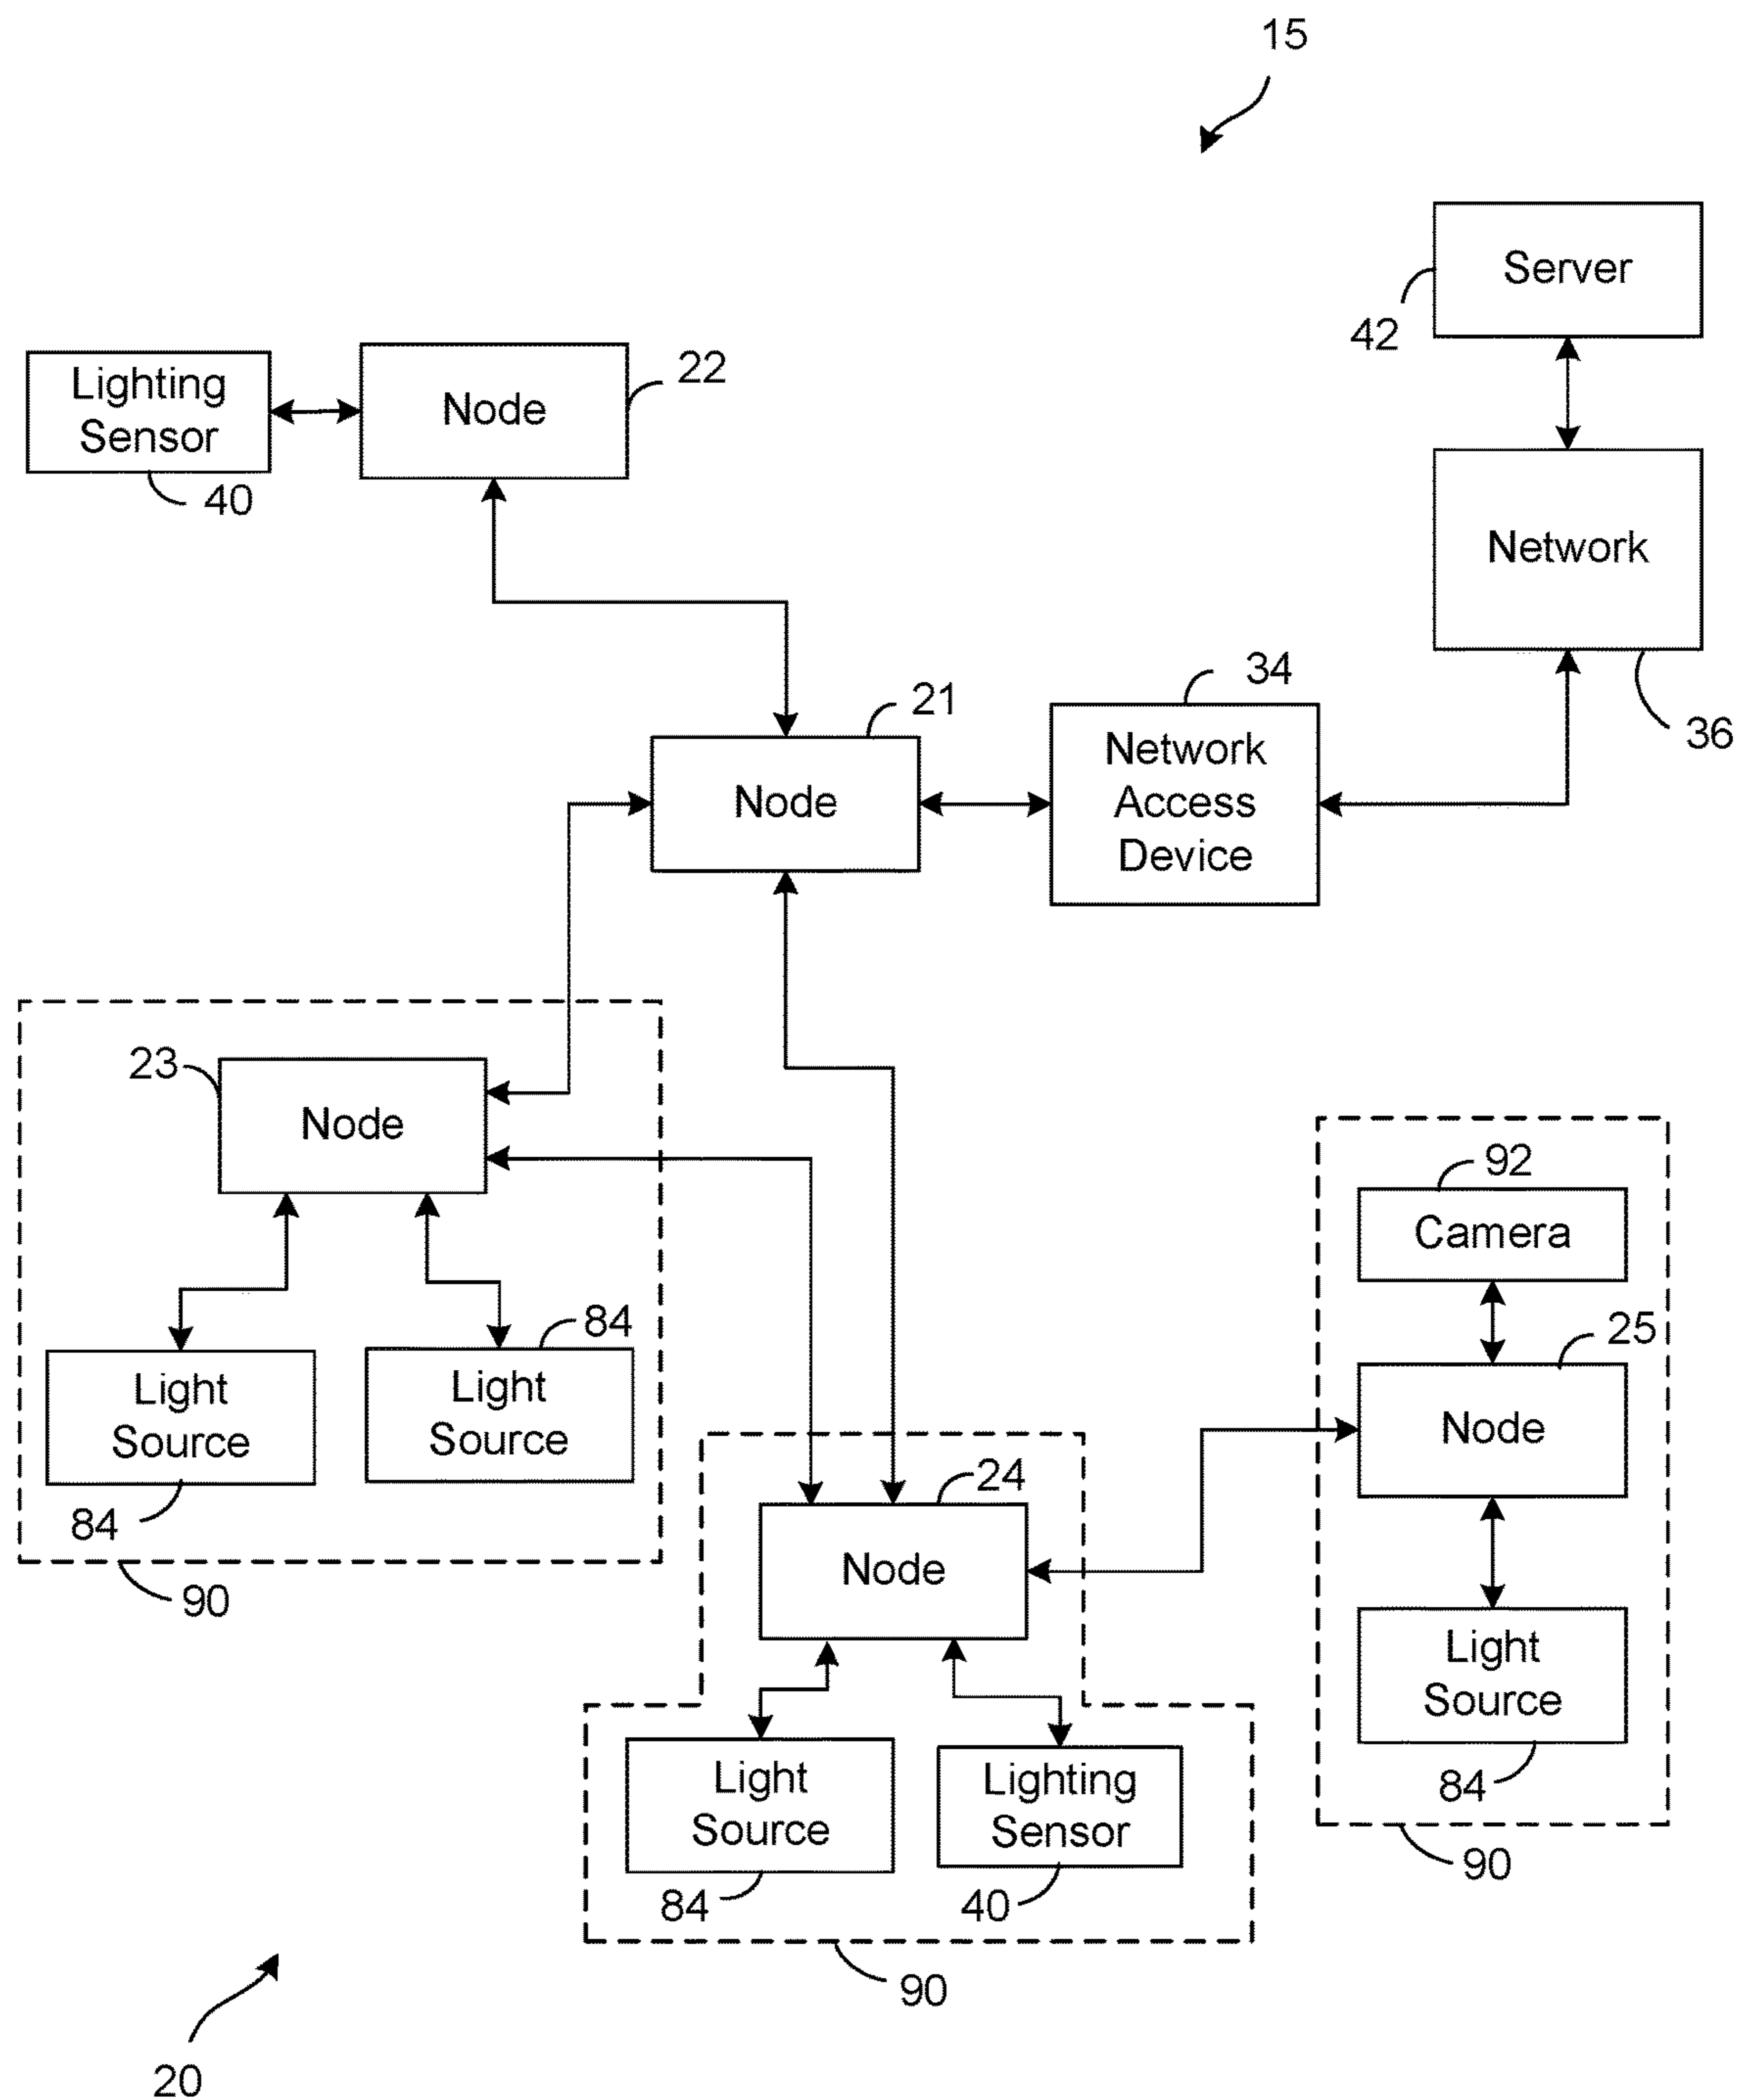 15
Server
42
Lighting
Sensor
40
Node
22
Network
36
21
Node
34
Network
Access
Device
23
Node
84
Light
Source
84
Light
Source
90
92
Camera
25
Node
24
Node
Light
Source
84
90
Light
Source
84
Lighting
Sensor
40
90
20